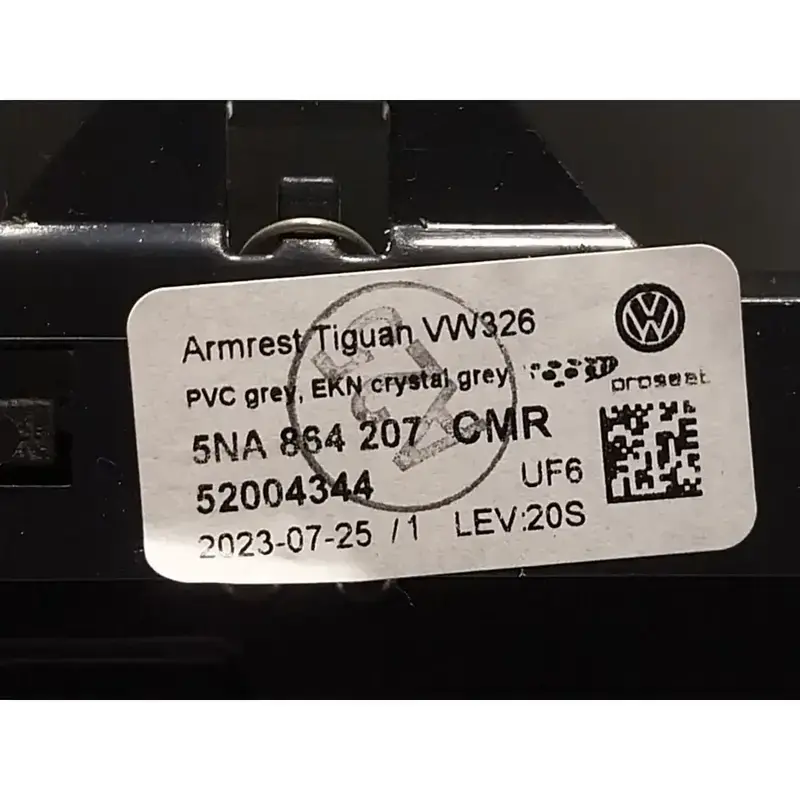 Armrest Tiguan VW326
PVC grey, EKN crystal grey
proseat
5NA 864 207 CMR
52004344
UF6
2023-07-25 /1 LEV:20S